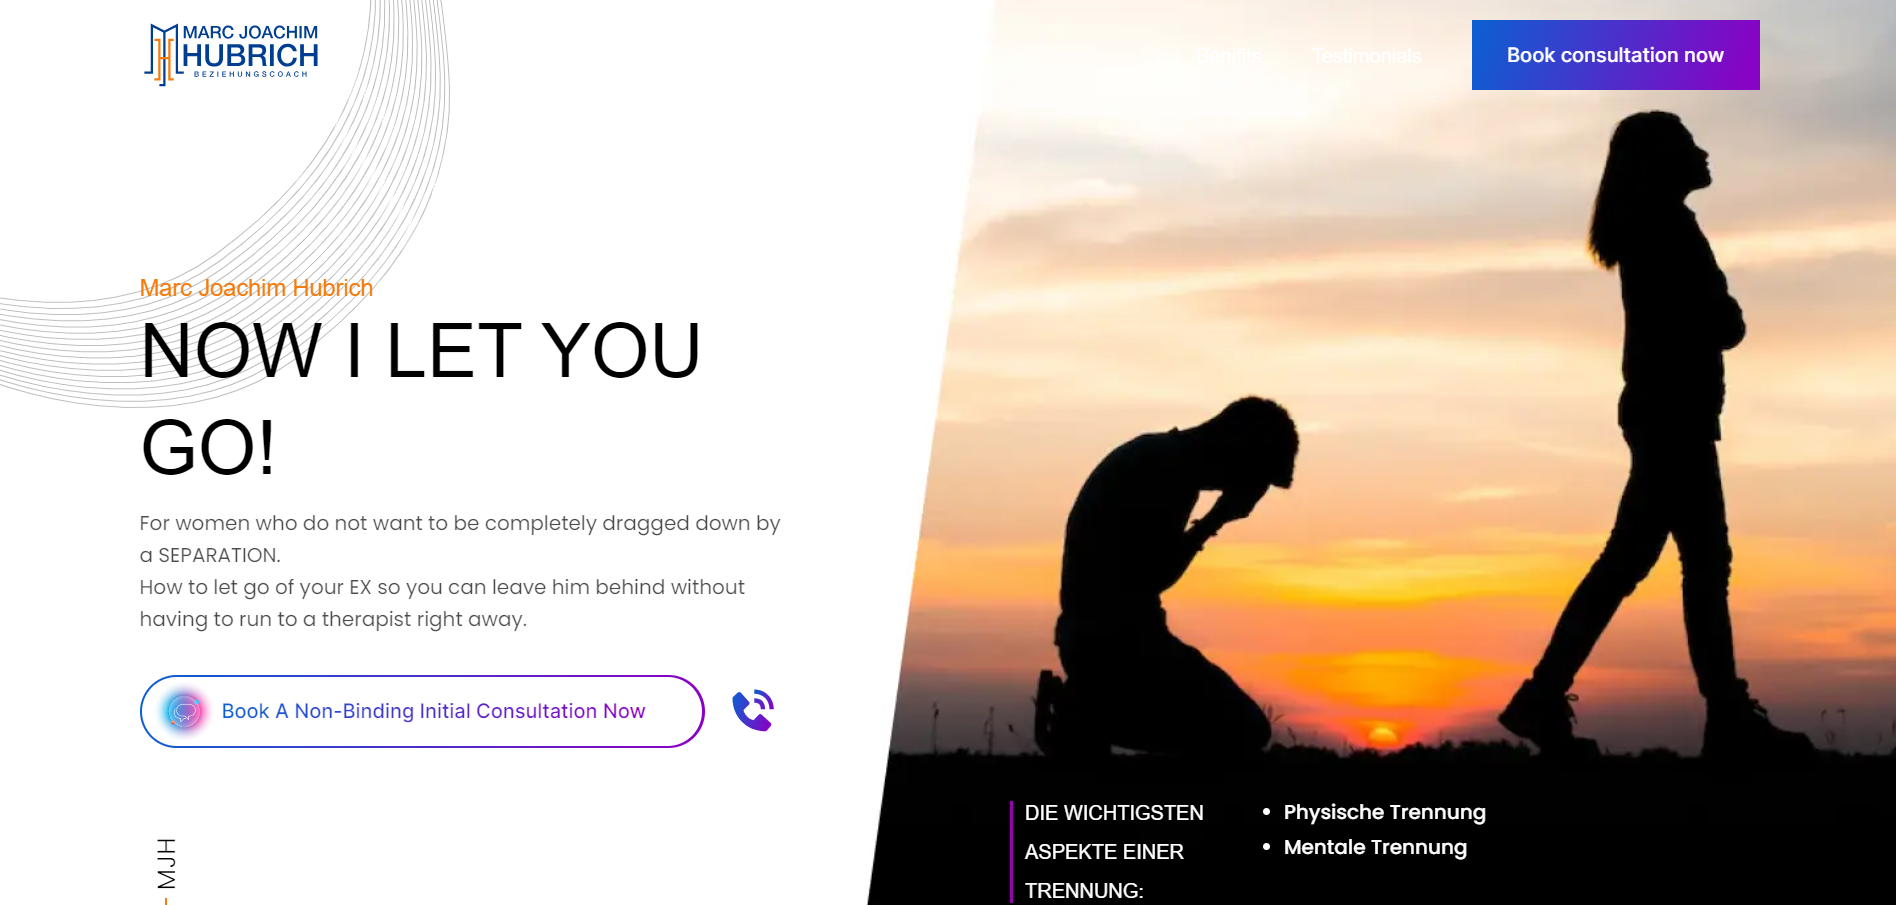 MARC JOACHIM
HUBRICH
BEZIEHUNGSCOACH
Benifits
Testimonials
Book consultation now
Marc Joachim Hubrich
NOW I LET YOU
GO!
For women who do not want to be completely dragged down by
a SEPARATION.
How to let go of your EX so you can leave him behind without
having to run to a therapist right away.
Book A Non-Binding Initial Consultation Now
MJH
DIE WICHTIGSTEN
ASPEKTE EINER
TRENNUNG:
• Physische Trennung
• Mentale Trennung